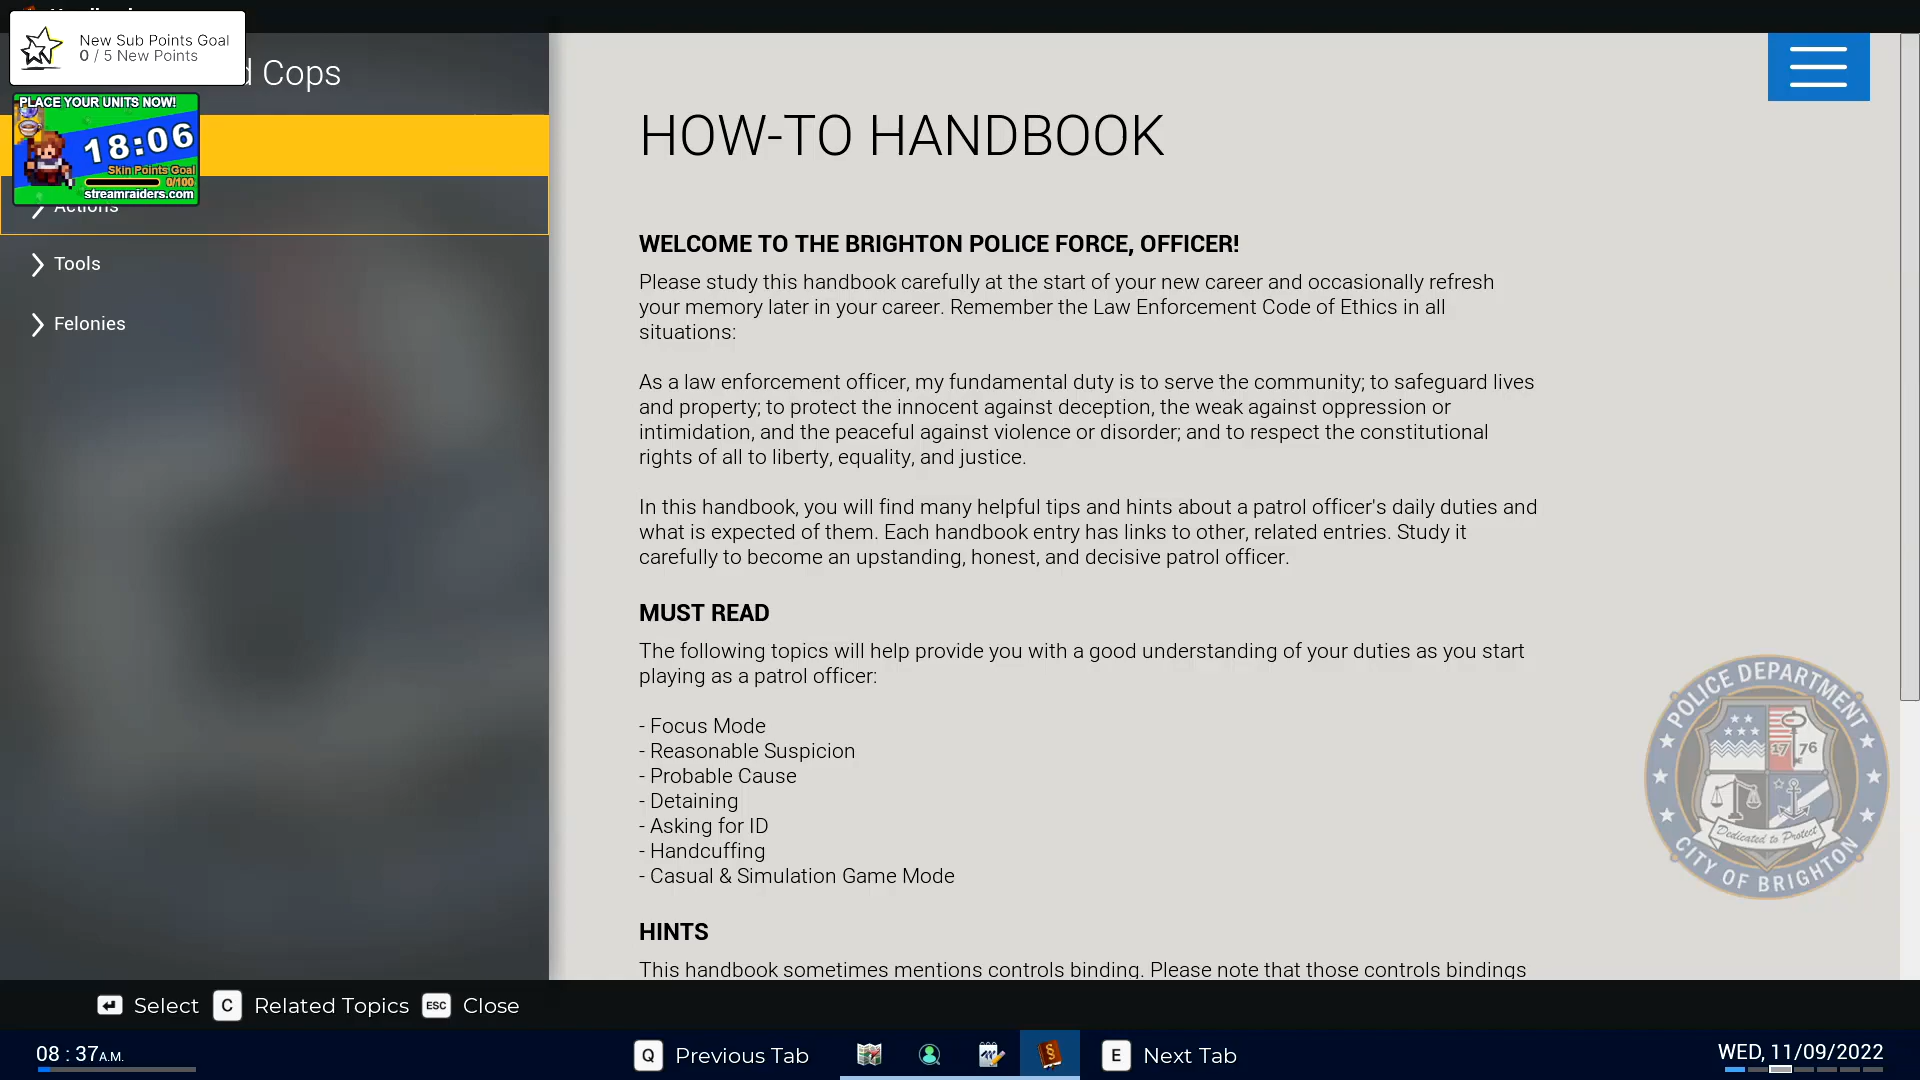 New Sub Points Goal
0 / 5 New Points
Cops
PLACE YOUR UNITS NOW!
18:06
Skin Points Goal
0/100
streamraiders.com
Actions
Tools
Felonies
HOW-TO HANDBOOK
WELCOME TO THE BRIGHTON POLICE FORCE, OFFICER!
Please study this handbook carefully at the start of your new career and occasionally refresh
your memory later in your career. Remember the Law Enforcement Code of Ethics in all
situations:
As a law enforcement officer, my fundamental duty is to serve the community; to safeguard lives
and property; to protect the innocent against deception, the weak against oppression or
intimidation, and the peaceful against violence or disorder; and to respect the constitutional
rights of all to liberty, equality, and justice.
In this handbook, you will find many helpful tips and hints about a patrol officer's daily duties and
what is expected of them. Each handbook entry has links to other, related entries. Study it
carefully to become an upstanding, honest, and decisive patrol officer.
MUST READ
The following topics will help provide you with a good understanding of your duties as you start
playing as a patrol officer:
- Focus Mode
- Reasonable Suspicion
- Probable Cause
- Detaining
- Asking for ID
- Handcuffing
- Casual & Simulation Game Mode
HINTS
This handbook sometimes mentions controls binding. Please note that those controls bindings
POLICE DEPARTMENT
17 76
Dedicated to Protect
CITY OF BRIGHTON
Select C Related Topics ESC Close
08 : 37 A.M.
Q Previous Tab E Next Tab
WED, 11/09/2022